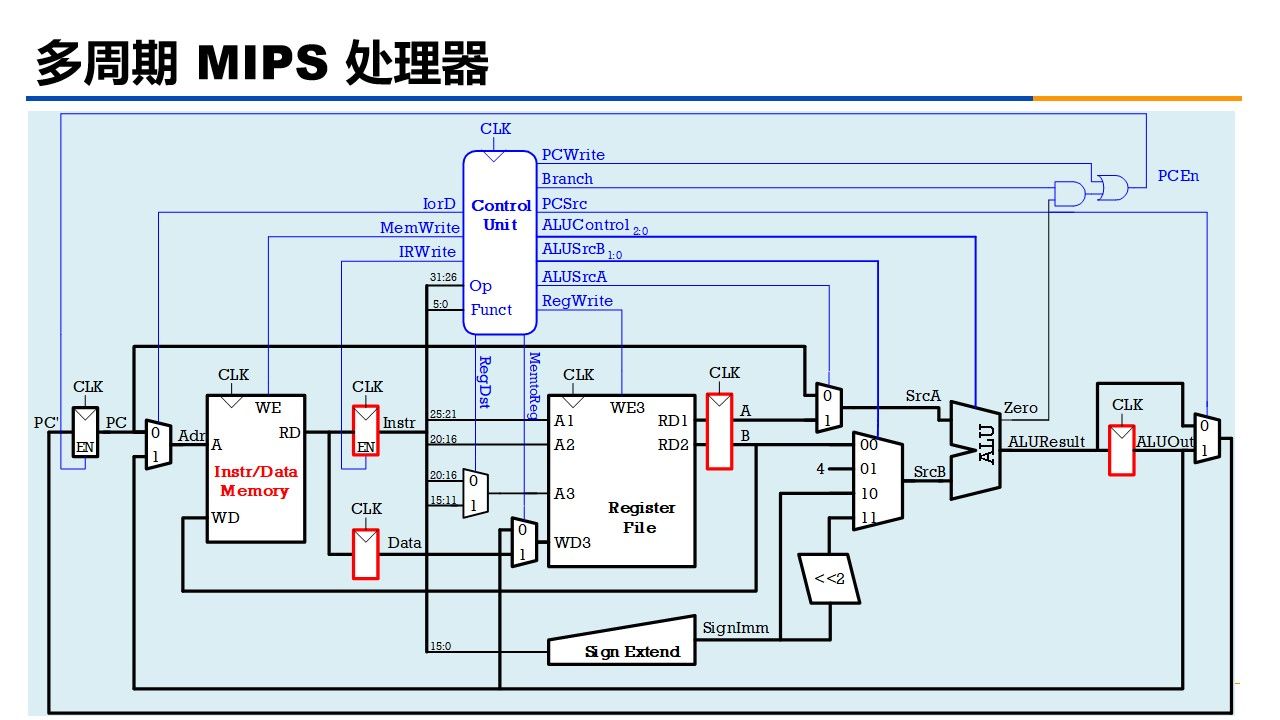 多周期 MIPS 处理器
CLK
PCWrite
Branch
PCEn
IorD
Control
Unit
PCSrc
MemWrite
ALUControl 2:0
IRWrite
ALUSrcB 1:0
31:26
Op
ALUSrcA
5:0
Funct
RegWrite
RegDst
MemtoReg
CLK
CLK
CLK
CLK
CLK
PC'
PC
EN
0
1
Adr
WE
A
RD
Instr/Data
Memory
WD
EN
Instr
25:21
20:16
20:16
15:11
0
1
CLK
Data
0
1
WE3
A1
A2
A3
WD3
RD1
RD2
Register
File
A
B
0
1
SrcA
4
00
01
10
11
SrcB
<<2
ALU
Zero
ALUResult
CLK
ALUOut
0
1
15:0
Sign Extend
SignImm